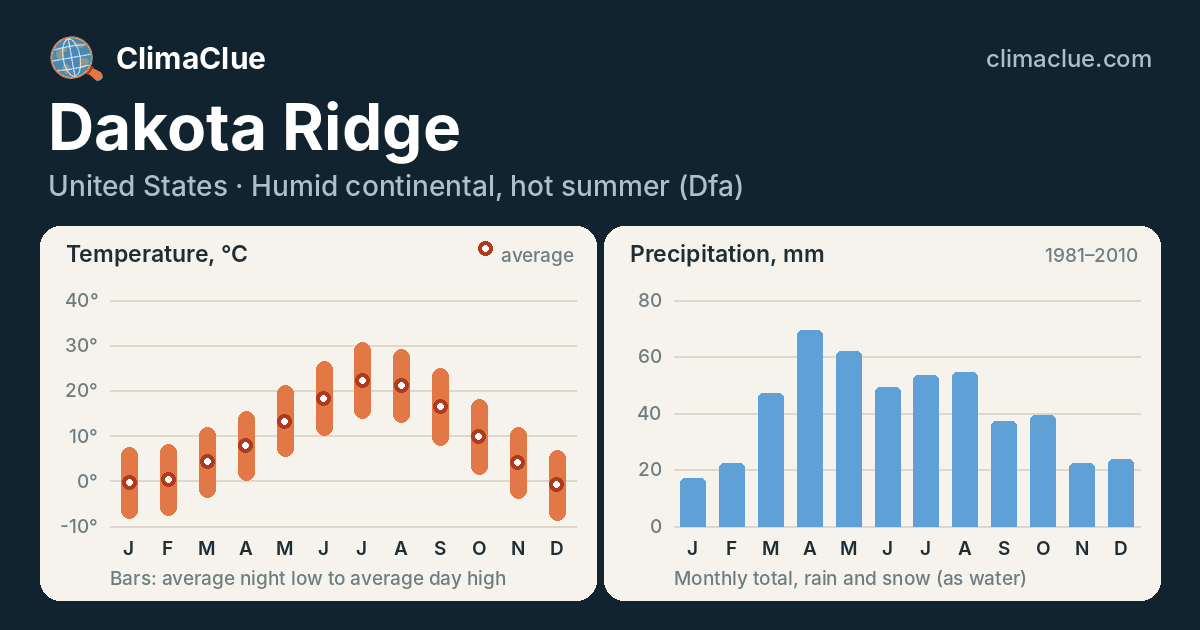 ClimaClue
climaclue.com
Dakota Ridge
United States · Humid continental, hot summer (Dfa)
Temperature, °C
average
40°
30°
20°
10°
0°
-10°
J F M A M J J A S O N D
Bars: average night low to average day high
Precipitation, mm
1981–2010
80
60
40
20
0
J F M A M J J A S O N D
Monthly total, rain and snow (as water)